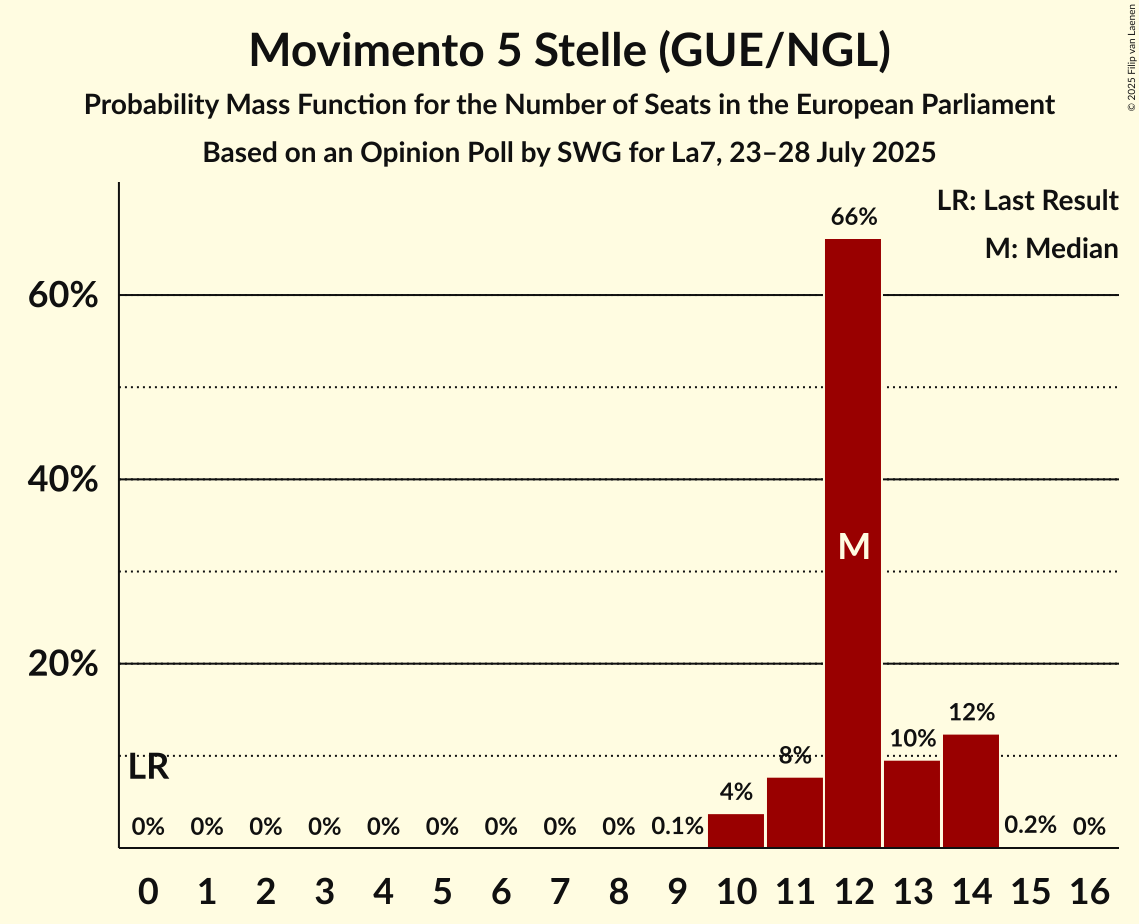 Movimento 5 Stelle (GUE/NGL)
Probability Mass Function for the Number of Seats in the European Parliament
Based on an Opinion Poll by SWG for La7, 23–28 July 2025
© 2025 Filip van Laenen
LR: Last Result
M: Median
66%
60%
40%
M
20%
12%
10%
8%
LR
4%
0% 0% 0% 0% 0% 0% 0% 0% 0% 0.1% 0.2% 0%
0 1 2 3 4 5 6 7 8 9 10 11 12 13 14 15 16